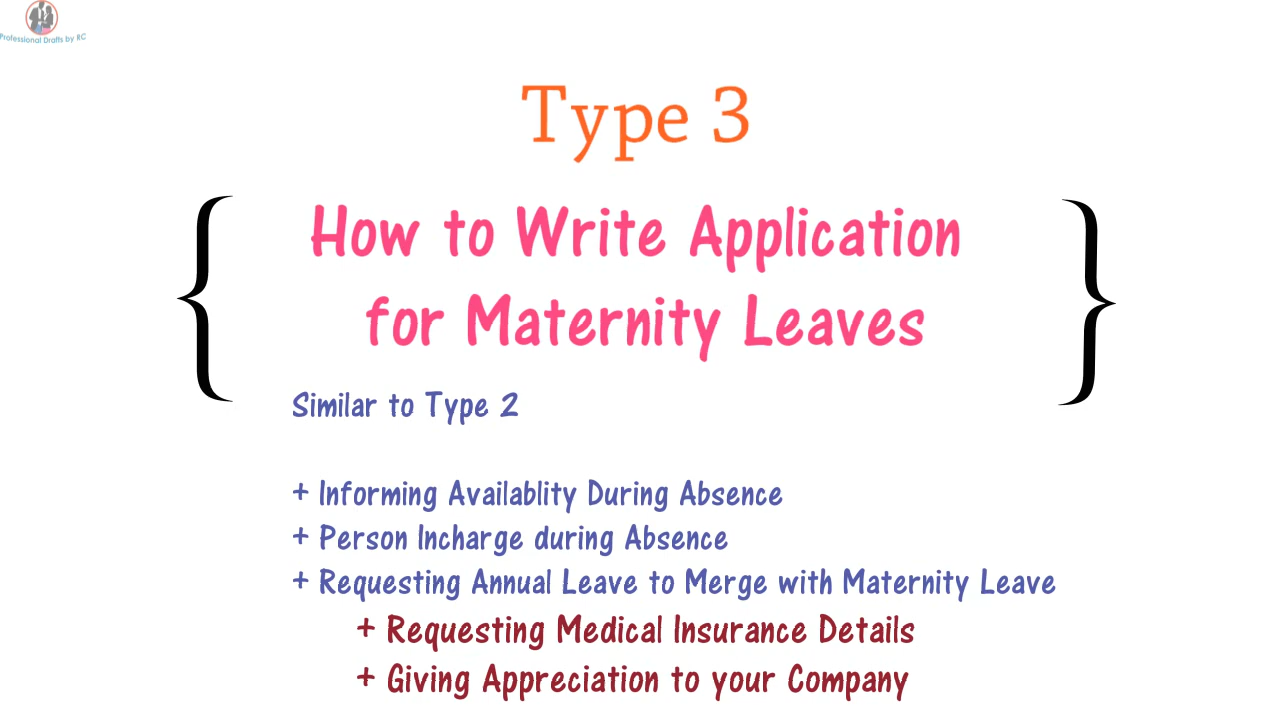 Professional Drafts by RC
Type 3
How to Write Application
for Maternity Leaves
Similar to Type 2
+ Informing Availablity During Absence
+ Person Incharge during Absence
+ Requesting Annual Leave to Merge with Maternity Leave
+ Requesting Medical Insurance Details
+ Giving Appreciation to your Company